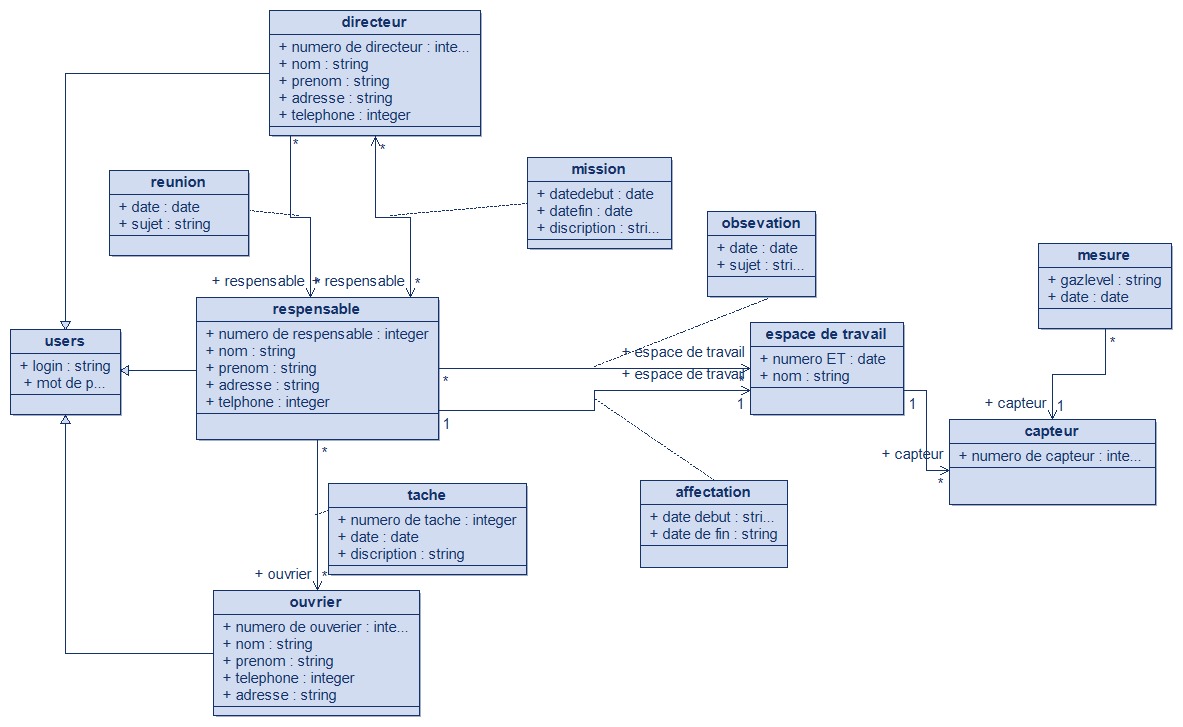 directeur
+ numero de directeur : inte...
+ nom : string
+ prenom : string
+ adresse : string
+ telephone : integer
*
*
reunion
+ date : date
+ sujet : string
mission
+ datedebut : date
+ datefin : date
+ discription : stri...
obsevation
+ date : date
+ sujet : stri...
mesure
+ gazlevel : string
+ date : date
*
+ respensable
*
+ respensable
*
respensable
+ numero de respensable : integer
+ nom : string
+ prenom : string
+ adresse : string
+ telphone : integer
users
+ login : string
+ mot de p...
+ espace de travail
*
*
+ espace de travail
1
1
espace de travail
+ numero ET : date
+ nom : string
1
+ capteur
1
+ capteur
*
capteur
+ numero de capteur : inte...
*
tache
+ numero de tache : integer
+ date : date
+ discription : string
affectation
+ date debut : stri...
+ date de fin : string
+ ouvrier
*
ouvrier
+ numero de ouverier : inte...
+ nom : string
+ prenom : string
+ telephone : integer
+ adresse : string